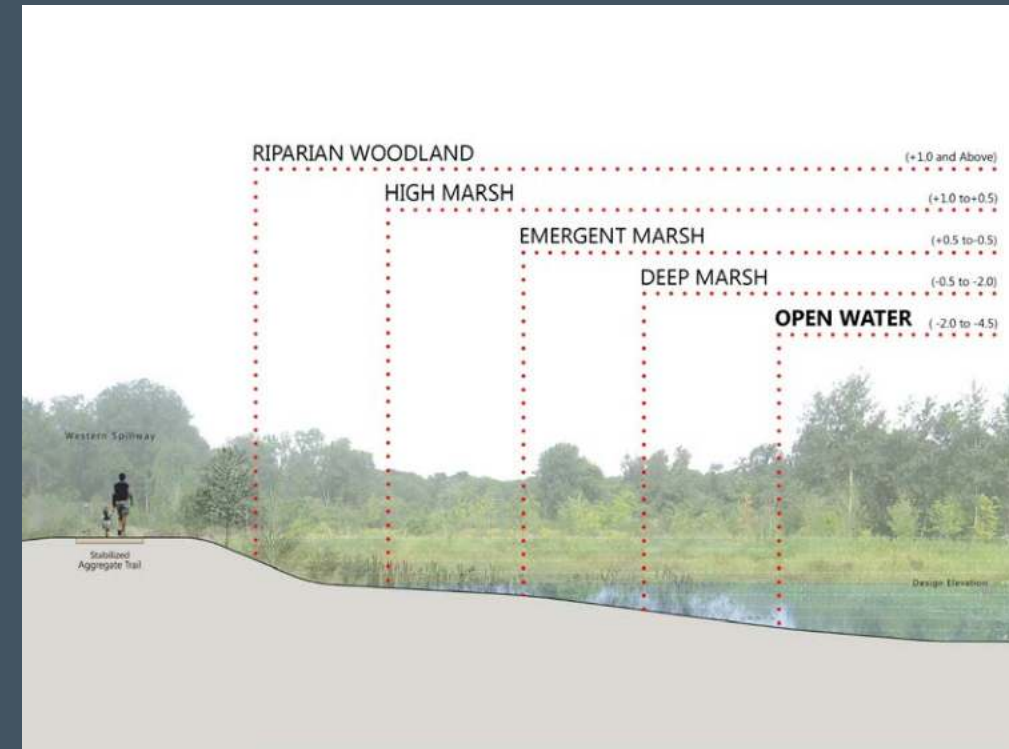 RIPARIAN WOODLAND (+1.0 and Above)
HIGH MARSH (+1.0 to+0.5)
EMERGENT MARSH (+0.5 to-0.5)
DEEP MARSH (-0.5 to -2.0)
OPEN WATER ( -2.0 to -4.5)
Western Spillway
Stabilized
Aggregate Trail
Design Elevation